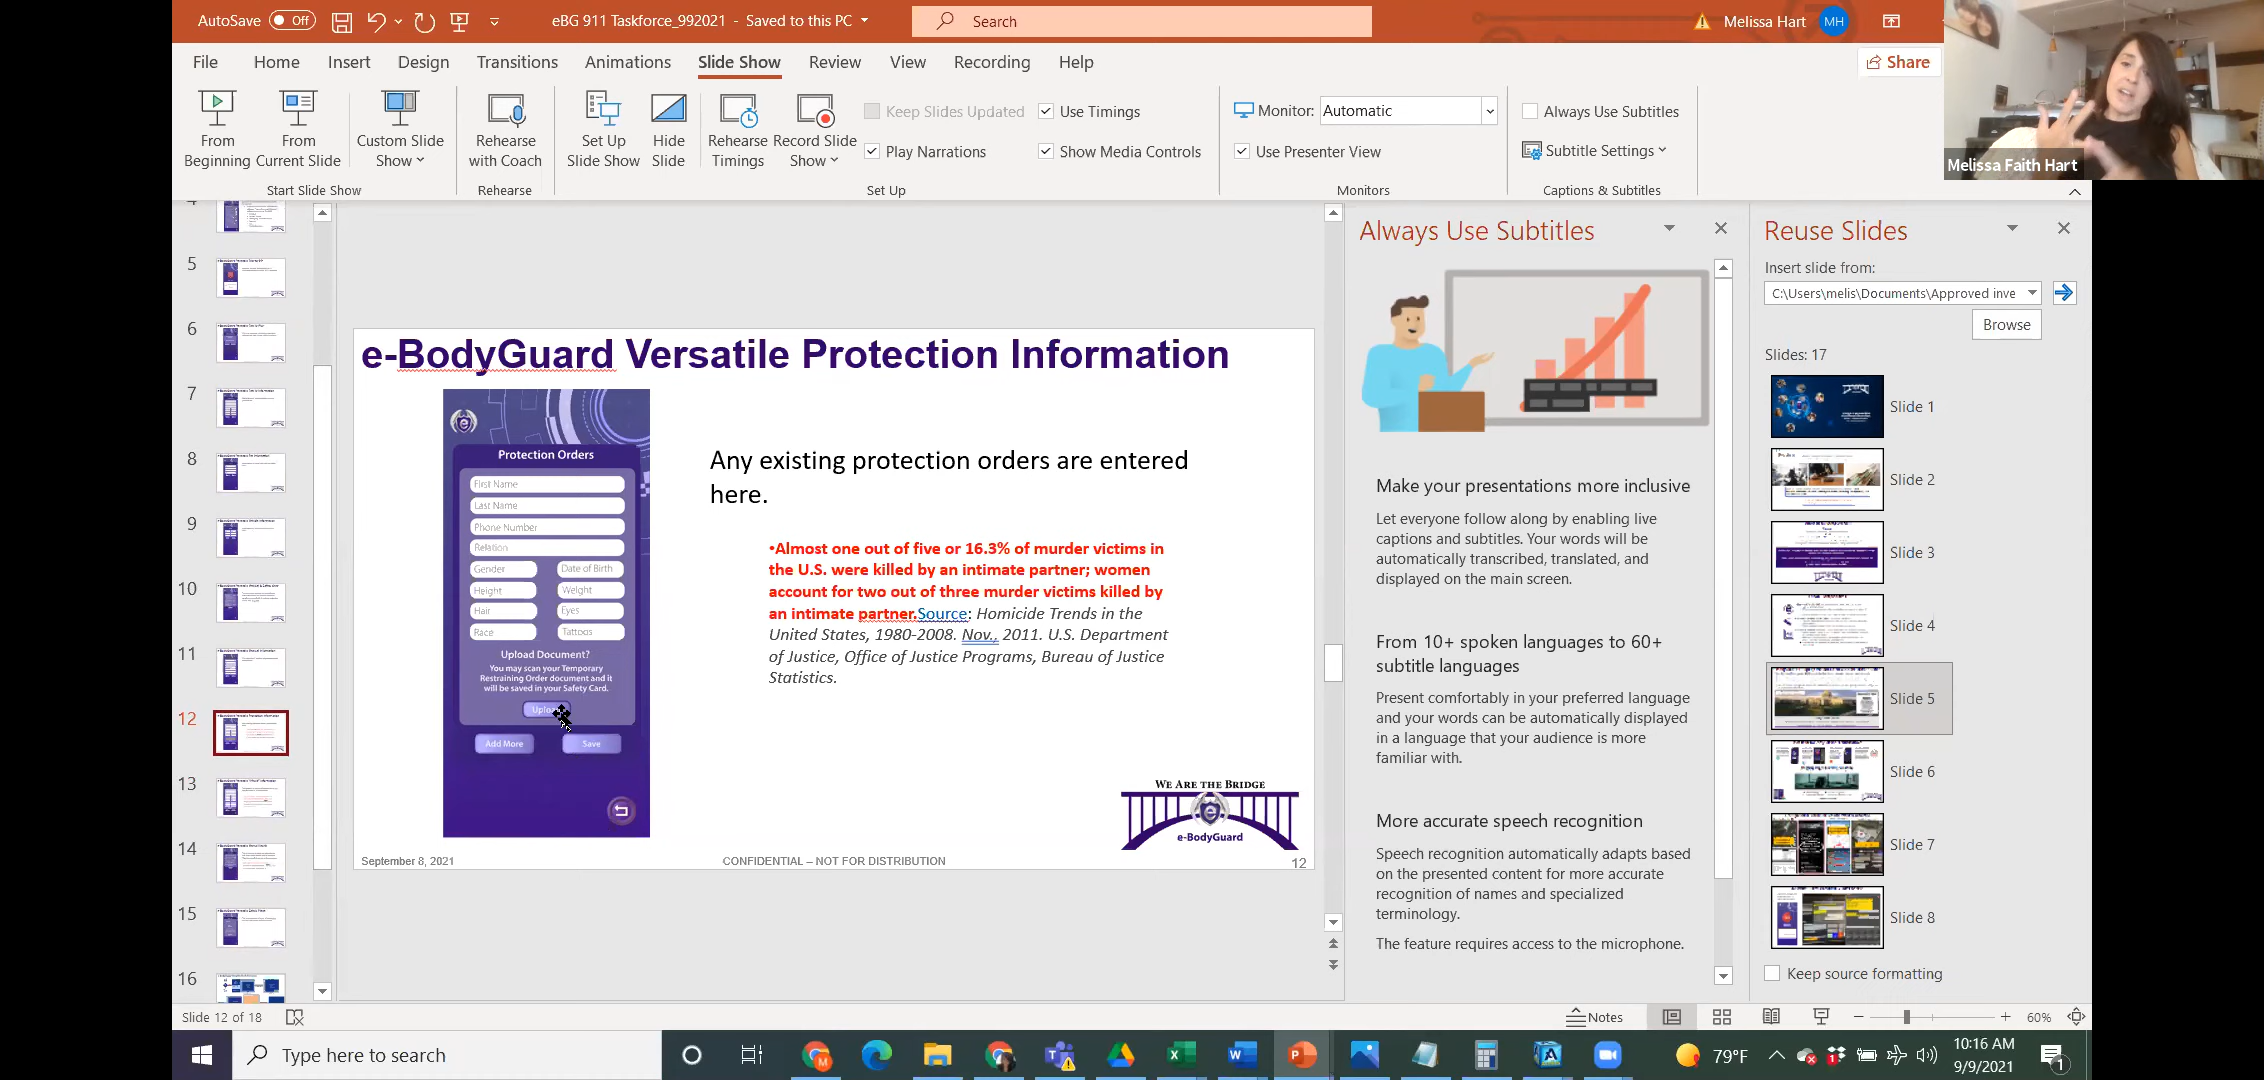 AutoSave Off
eBG 911 Taskforce_992021 - Saved to this PC
Search
Melissa Hart MH
File Home Insert Design Transitions Animations Slide Show Review View Recording Help
Share
From Beginning
From Current Slide
Custom Slide Show
Rehearse with Coach
Set Up Slide Show
Hide Slide
Rehearse Timings
Record Slide Show
Keep Slides Updated
Play Narrations
Use Timings
Show Media Controls
Monitor: Automatic
Use Presenter View
Always Use Subtitles
Subtitle Settings
Start Slide Show
Rehearse
Set Up
Monitors
Captions & Subtitles
Melissa Faith Hart
5
6
7
8
9
10
11
12
13
14
15
16
e-BodyGuard Versatile Protection Information
Protection Orders
First Name
Last Name
Phone Number
Relation
Gender Date of Birth
Height Weight
Hair Eyes
Race Tattoos
Upload Document?
You may scan your Temporary
Restraining Order document and it
will be saved in your Safety Card.
Add More Save
Any existing protection orders are entered
here.
•Almost one out of five or 16.3% of murder victims in
the U.S. were killed by an intimate partner; women
account for two out of three murder victims killed by
an intimate partner.Source: Homicide Trends in the
United States, 1980-2008. Nov., 2011. U.S. Department
of Justice, Office of Justice Programs, Bureau of Justice
Statistics.
WE ARE THE BRIDGE
e
e-BodyGuard
September 8, 2021
CONFIDENTIAL – NOT FOR DISTRIBUTION
12
Always Use Subtitles
Make your presentations more inclusive
Let everyone follow along by enabling live
captions and subtitles. Your words will be
automatically transcribed, translated, and
displayed on the main screen.
From 10+ spoken languages to 60+
subtitle languages
Present comfortably in your preferred language
and your words can be automatically displayed
in a language that your audience is more
familiar with.
More accurate speech recognition
Speech recognition automatically adapts based
on the presented content for more accurate
recognition of names and specialized
terminology.
The feature requires access to the microphone.
Reuse Slides
Insert slide from:
C:\Users\melis\Documents\Approved inve
Browse
Slides: 17
Slide 1
Slide 2
Slide 3
Slide 4
Slide 5
Slide 6
Slide 7
Slide 8
Keep source formatting
Slide 12 of 18
Notes
60%
Type here to search
79°F
10:16 AM
9/9/2021
1